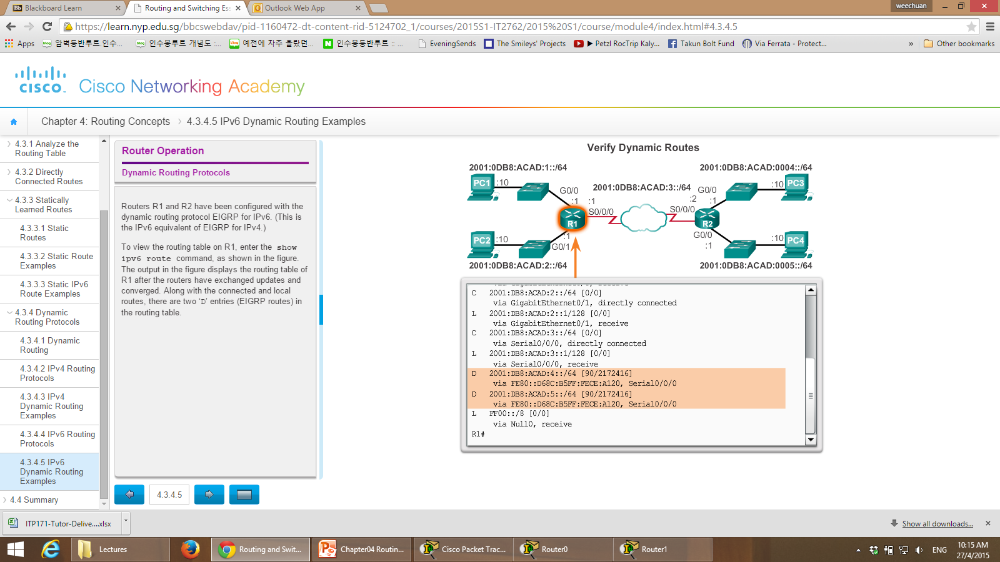 Blackboard Learn
Routing and Switching Ess
Outlook Web App
weechuan
https://learn.nyp.edu.sg/bbcswebdav/pid-1160472-dt-content-rid-5124702_1/courses/2015S1-IT2762/2015%20S1/course/module4/index.html#4.3.4.5
Apps
암벽등반루트.인수...
인수봉루트 개념도 :...
예전에 자주 올랐던...
인수봉등반루트 :: ...
EveningSends
The Smileys' Projects
▶ Petzl RocTrip Kaly...
Takun Bolt Fund
Via Ferrata - Protect...
»
Other bookmarks
CISCO
Cisco Networking Academy
Chapter 4: Routing Concepts
4.3.4.5 IPv6 Dynamic Routing Examples
4.3.1 Analyze the
Routing Table
4.3.2 Directly
Connected Routes
4.3.3 Statically
Learned Routes
4.3.3.1 Static
Routes
4.3.3.2 Static Route
Examples
4.3.3.3 Static IPv6
Route Examples
4.3.4 Dynamic
Routing Protocols
4.3.4.1 Dynamic
Routing
4.3.4.2 IPv4 Routing
Protocols
4.3.4.3 IPv4
Dynamic Routing
Examples
4.3.4.4 IPv6 Routing
Protocols
4.3.4.5 IPv6
Dynamic Routing
Examples
4.4 Summary
Router Operation
Dynamic Routing Protocols
Routers R1 and R2 have been configured with the
dynamic routing protocol EIGRP for IPv6. (This is
the IPv6 equivalent of EIGRP for IPv4.)
To view the routing table on R1, enter the show
ipv6 route command, as shown in the figure.
The output in the figure displays the routing table of
R1 after the routers have exchanged updates and
converged. Along with the connected and local
routes, there are two ‘D’ entries (EIGRP routes) in
the routing table.
4.3.4.5
Verify Dynamic Routes
2001:0DB8:ACAD:1::/64
2001:0DB8:ACAD:0004::/64
PC1
:10
G0/0
2001:0DB8:ACAD:3::/64
G0/0
:10
PC3
:1
:1
:2
:1
S0/0/0
S0/0/0
R1
R2
PC2
:10
:1
G0/1
G0/0
:1
:10
PC4
2001:0DB8:ACAD:2::/64
2001:0DB8:ACAD:0005::/64
via GigabitEthernet0/0, receive
C 2001:DB8:ACAD:2::/64 [0/0]
via GigabitEthernet0/1, directly connected
L 2001:DB8:ACAD:2::1/128 [0/0]
via GigabitEthernet0/1, receive
C 2001:DB8:ACAD:3::/64 [0/0]
via Serial0/0/0, directly connected
L 2001:DB8:ACAD:3::1/128 [0/0]
via Serial0/0/0, receive
D 2001:DB8:ACAD:4::/64 [90/2172416]
via FE80::D68C:B5FF:FECE:A120, Serial0/0/0
D 2001:DB8:ACAD:5::/64 [90/2172416]
via FE80::D68C:B5FF:FECE:A120, Serial0/0/0
L FF00::/8 [0/0]
via Null0, receive
R1#
ITP171-Tutor-Delive....xlsx
Show all downloads...
Lectures
Routing and Swit...
Chapter04 Routin...
Cisco Packet Trac...
Router0
Router1
ENG
10:15 AM
27/4/2015